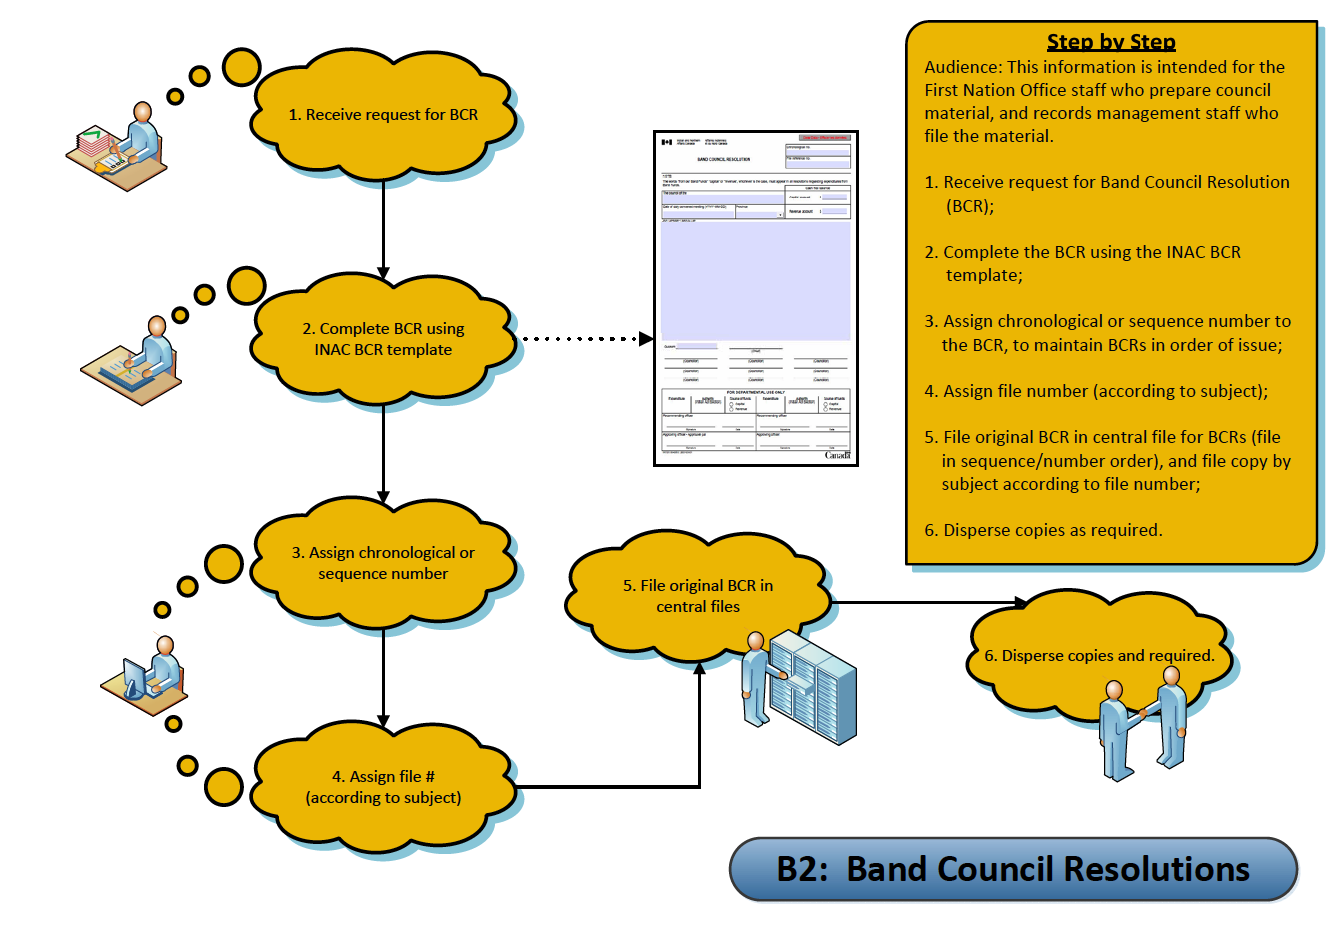 1. Receive request for BCR
2. Complete BCR using
INAC BCR template
3. Assign chronological or
sequence number
4. Assign file #
(according to subject)
5. File original BCR in
central files
6. Disperse copies and required.
BAND COUNCIL RESOLUTION
FOR DEPARTMENTAL USE ONLY
Canada
Step by Step
Audience: This information is intended for the
First Nation Office staff who prepare council
material, and records management staff who
file the material.
1. Receive request for Band Council Resolution
(BCR);
2. Complete the BCR using the INAC BCR
template;
3. Assign chronological or sequence number to
the BCR, to maintain BCRs in order of issue;
4. Assign file number (according to subject);
5. File original BCR in central file for BCRs (file
in sequence/number order), and file copy by
subject according to file number;
6. Disperse copies as required.
B2: Band Council Resolutions